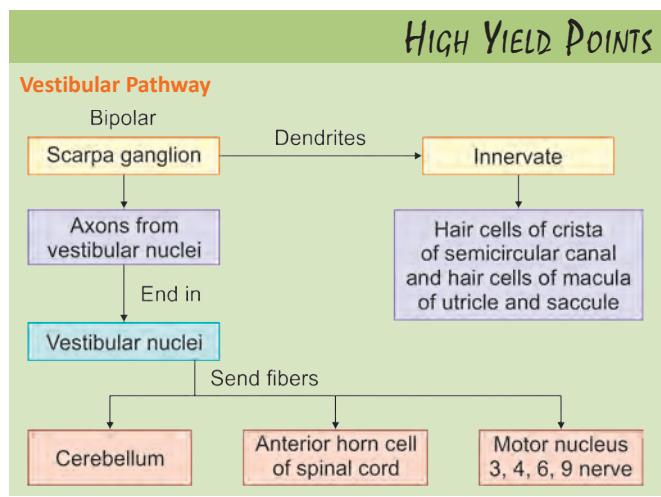 HIGH YIELD POINTS
Vestibular Pathway
Bipolar
Scarpa ganglion
Dendrites
Innervate
Axons from
vestibular nuclei
Hair cells of crista
of semicircular canal
and hair cells of macula
of utricle and saccule
End in
Vestibular nuclei
Send fibers
Cerebellum
Anterior horn cell
of spinal cord
Motor nucleus
3, 4, 6, 9 nerve